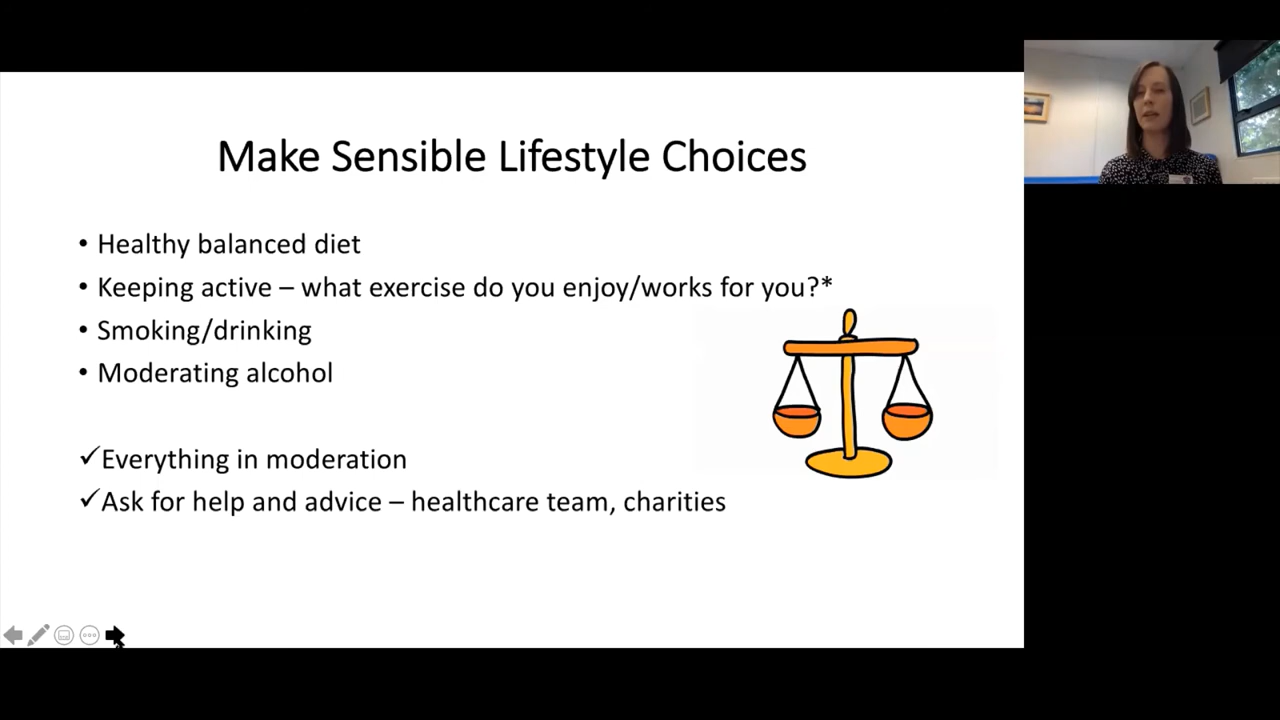 Make Sensible Lifestyle Choices
• Healthy balanced diet
• Keeping active – what exercise do you enjoy/works for you?*
• Smoking/drinking
• Moderating alcohol
✓Everything in moderation
✓Ask for help and advice – healthcare team, charities